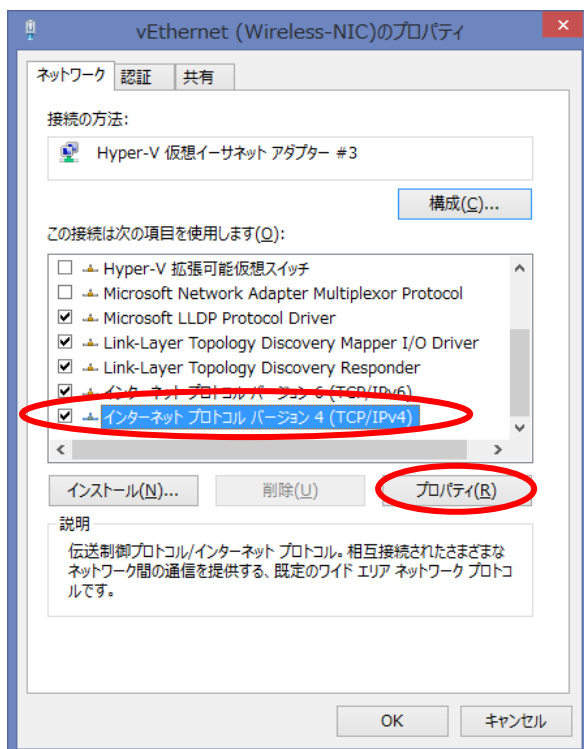 vEthernet (Wireless-NIC)のプロパティ
ネットワーク 認証 共有
接続の方法:
Hyper-V 仮想イーサネット アダプター #3
構成(C)...
この接続は次の項目を使用します(O):
Hyper-V 拡張可能仮想スイッチ
Microsoft Network Adapter Multiplexor Protocol
Microsoft LLDP Protocol Driver
Link-Layer Topology Discovery Mapper I/O Driver
Link-Layer Topology Discovery Responder
インターネット プロトコル バージョン 6 (TCP/IPv6)
インターネット プロトコル バージョン 4 (TCP/IPv4)
インストール(N)... 削除(U) プロパティ(R)
説明
伝送制御プロトコル/インターネット プロトコル。相互接続されたさまざまな
ネットワーク間の通信を提供する、既定のワイド エリア ネットワーク プロトコ
ルです。
OK キャンセル